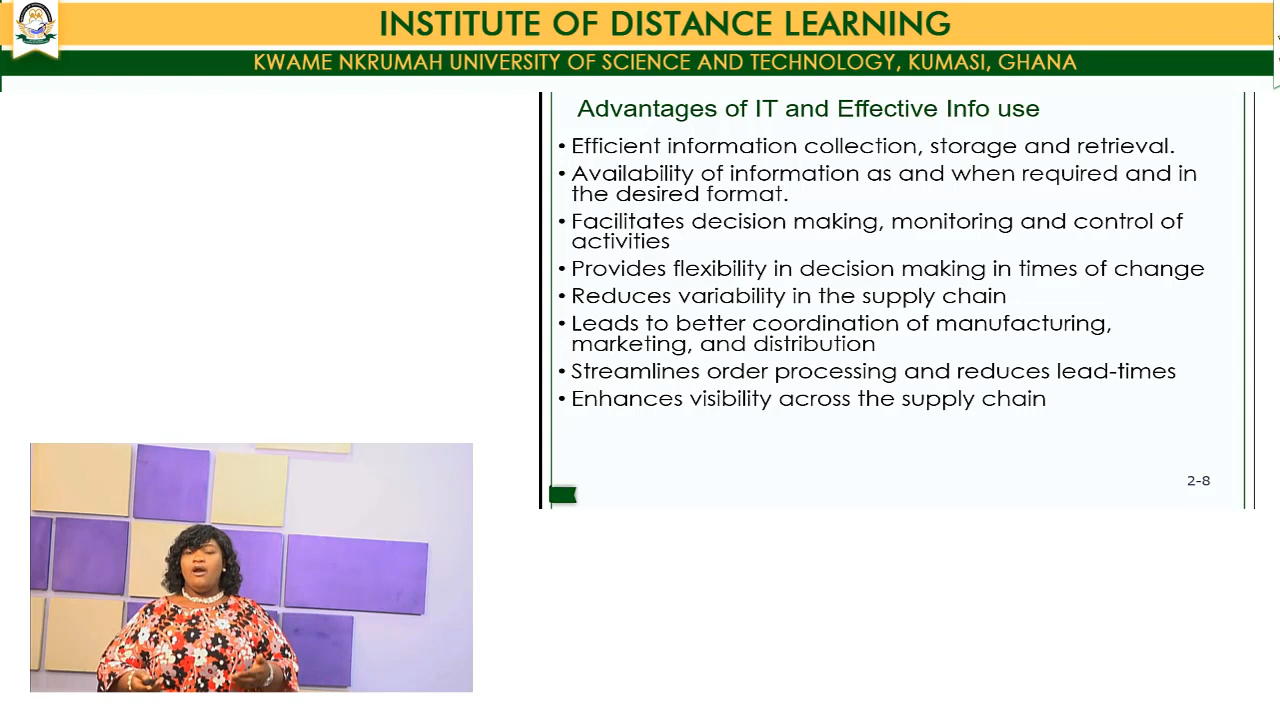 INSTITUTE OF DISTANCE LEARNING
KWAME NKRUMAH UNIVERSITY OF SCIENCE AND TECHNOLOGY, KUMASI, GHANA
Advantages of IT and Effective Info use
• Efficient information collection, storage and retrieval.
• Availability of information as and when required and in
the desired format.
• Facilitates decision making, monitoring and control of
activities
• Provides flexibility in decision making in times of change
• Reduces variability in the supply chain
• Leads to better coordination of manufacturing,
marketing, and distribution
• Streamlines order processing and reduces lead-times
• Enhances visibility across the supply chain
2-8